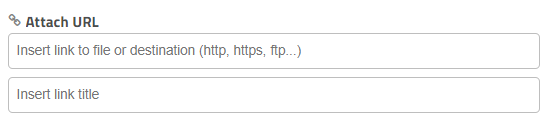 Attach URL
Insert link to file or destination (http, https, ftp...)
Insert link title